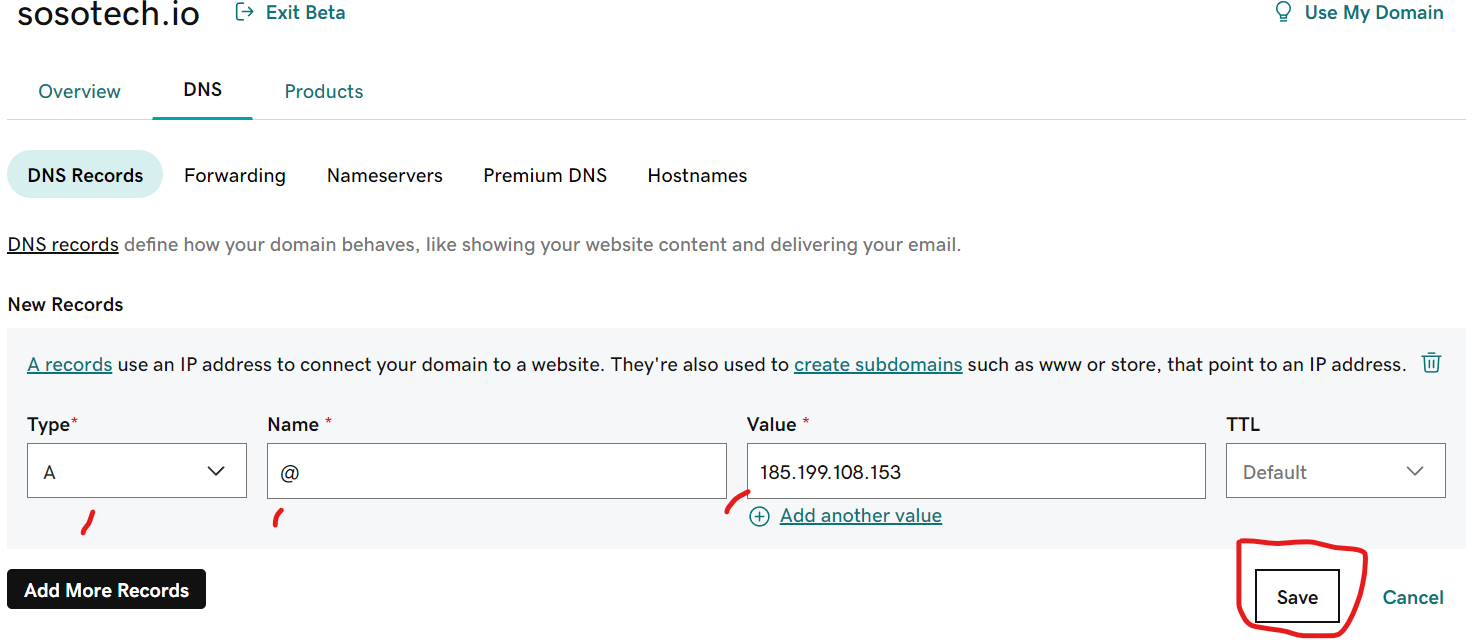 sosotech.io Exit Beta Use My Domain
Overview DNS Products
DNS Records Forwarding Nameservers Premium DNS Hostnames
DNS records define how your domain behaves, like showing your website content and delivering your email.
New Records
A records use an IP address to connect your domain to a website. They're also used to create subdomains such as www or store, that point to an IP address.
Type* Name * Value * TTL
A @ 185.199.108.153 Default
Add another value
Add More Records Save Cancel